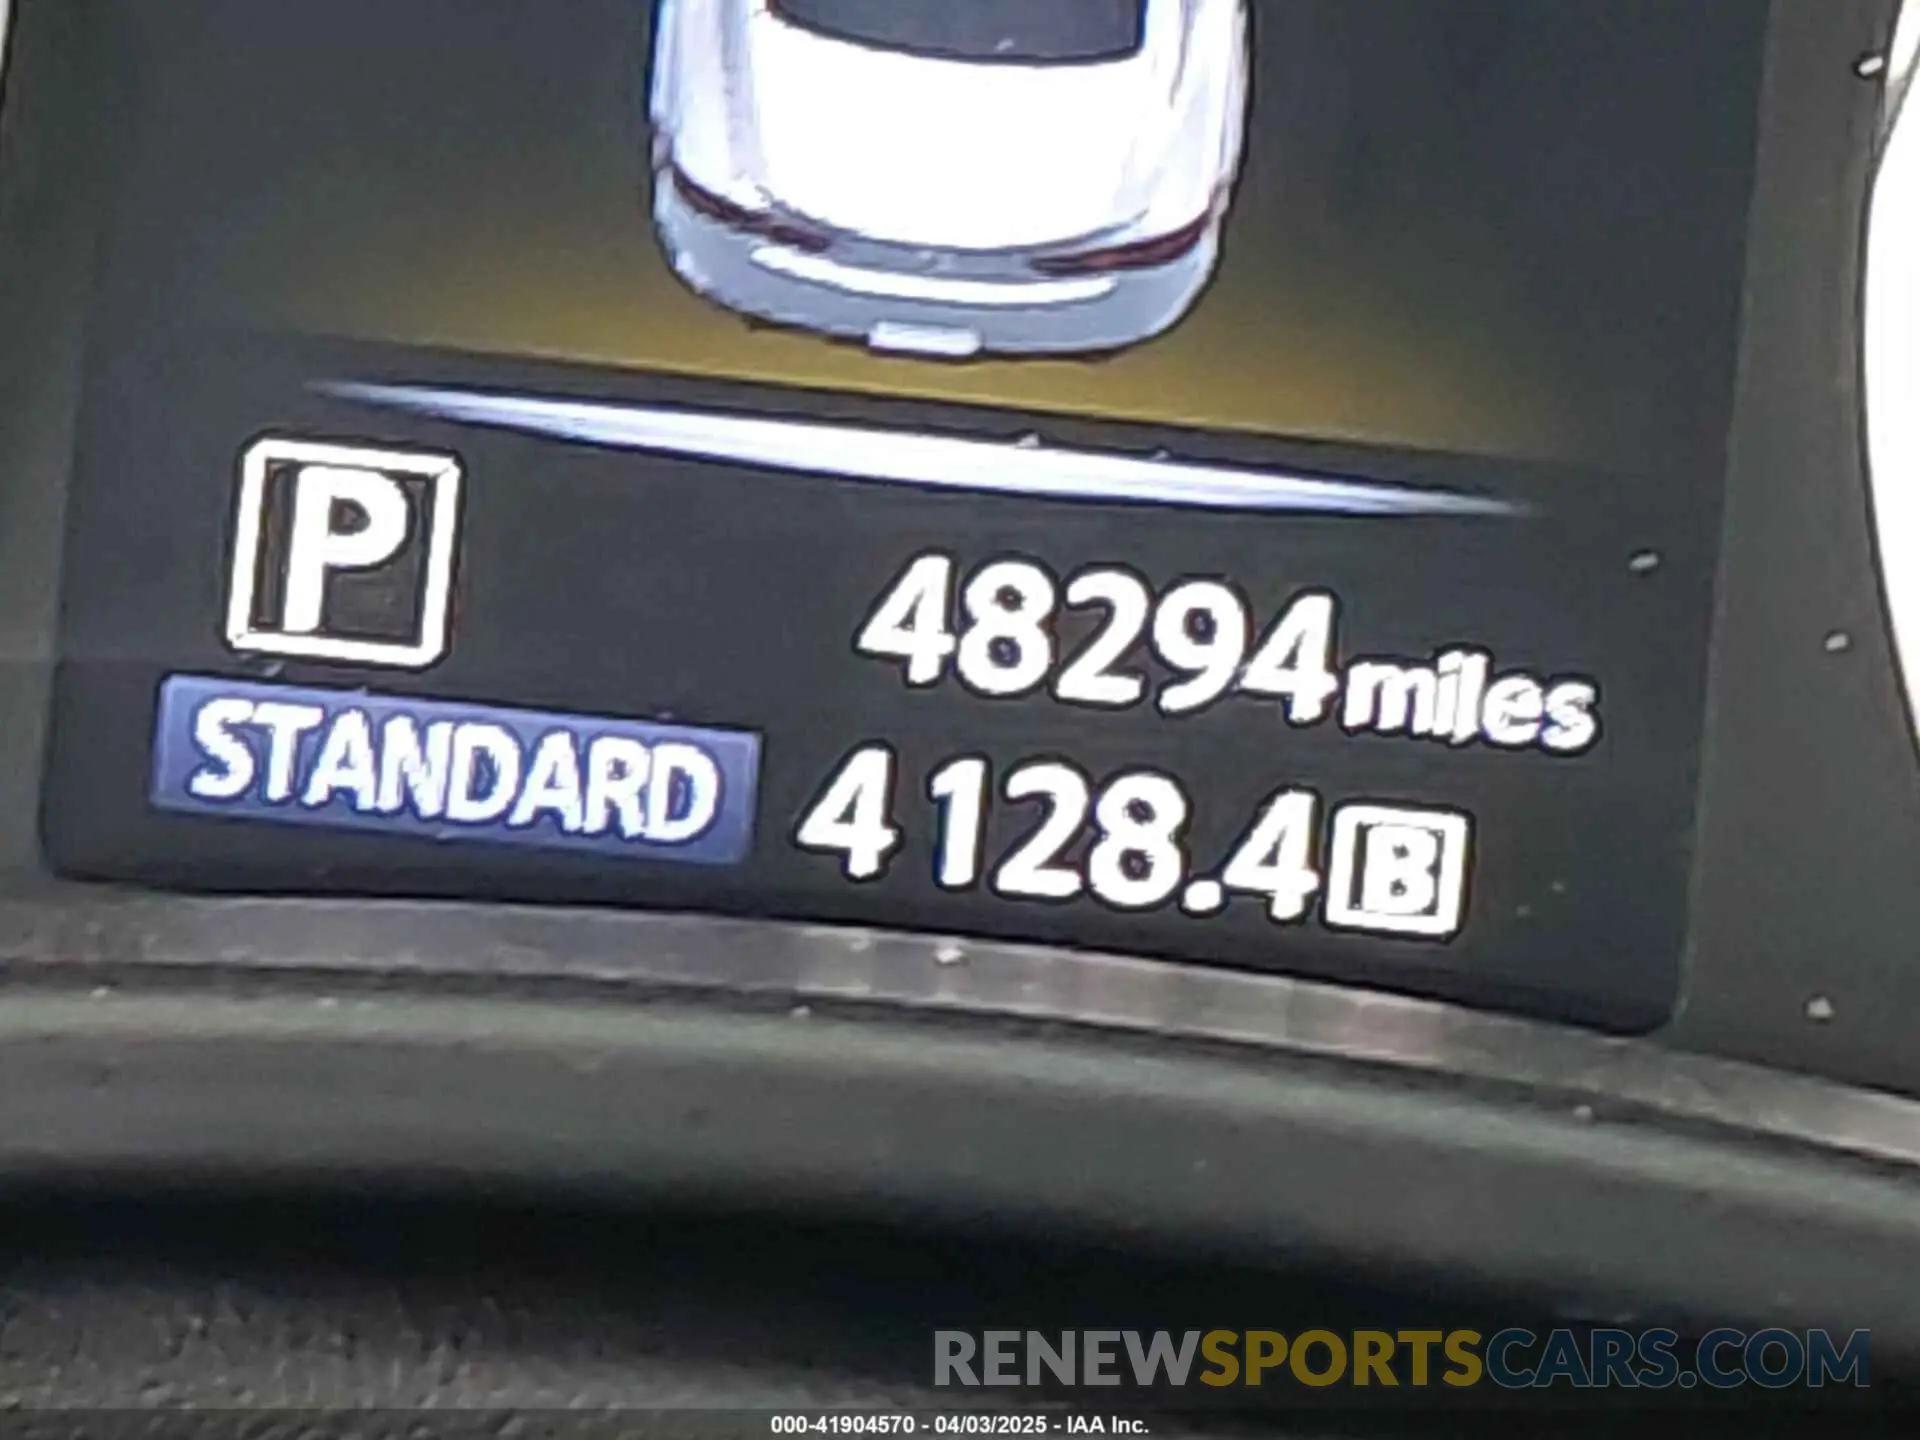 P
48294 miles
STANDARD
4128.4 B
RENEWSPORTSCARS.COM
000-41904570 - 04/03/2025 - IAA Inc.